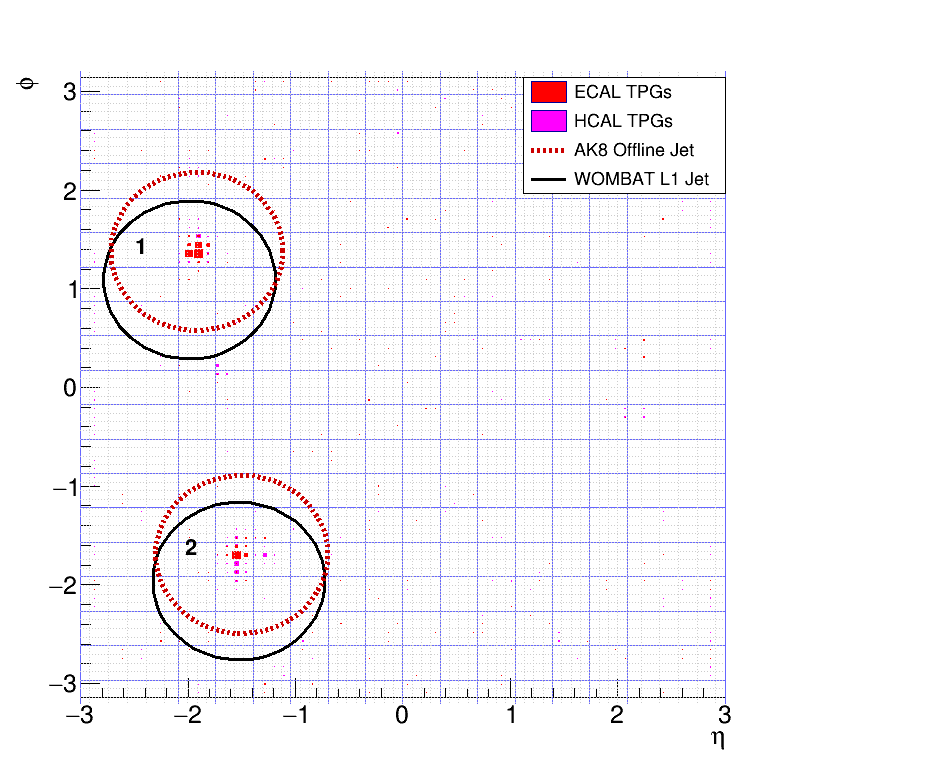 ϕ
3
2
1
0
−1
−2
−3
ECAL TPGs
HCAL TPGs
AK8 Offline Jet
WOMBAT L1 Jet
1
2
−3 −2 −1 0 1 2 3
η